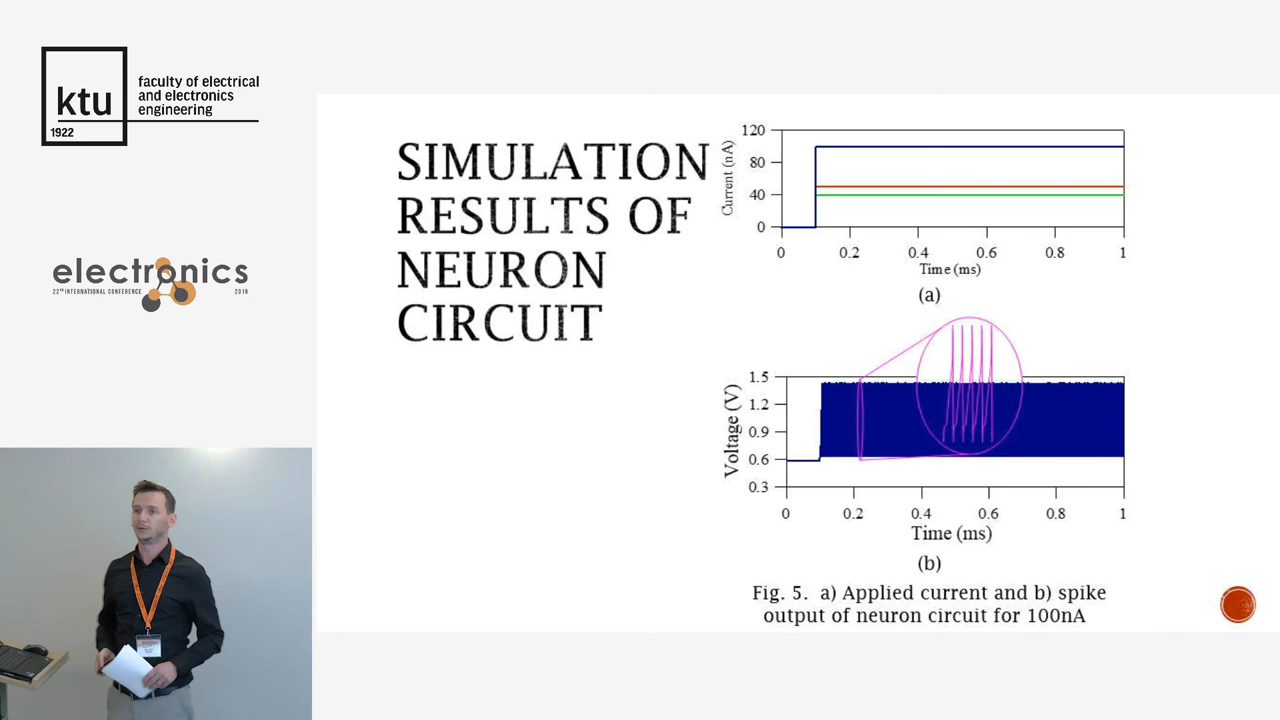 ktu
1922
faculty of electrical
and electronics
engineering
electronics
22ND INTERNATIONAL CONFERENCE 2018
SIMULATION
RESULTS OF
NEURON
CIRCUIT
Current (nA)
120
80
40
0
0 0.2 0.4 0.6 0.8 1
Time (ms)
(a)
Voltage (V)
1.5
1.2
0.9
0.6
0.3
0 0.2 0.4 0.6 0.8 1
Time (ms)
(b)
Fig. 5. a) Applied current and b) spike
output of neuron circuit for 100nA